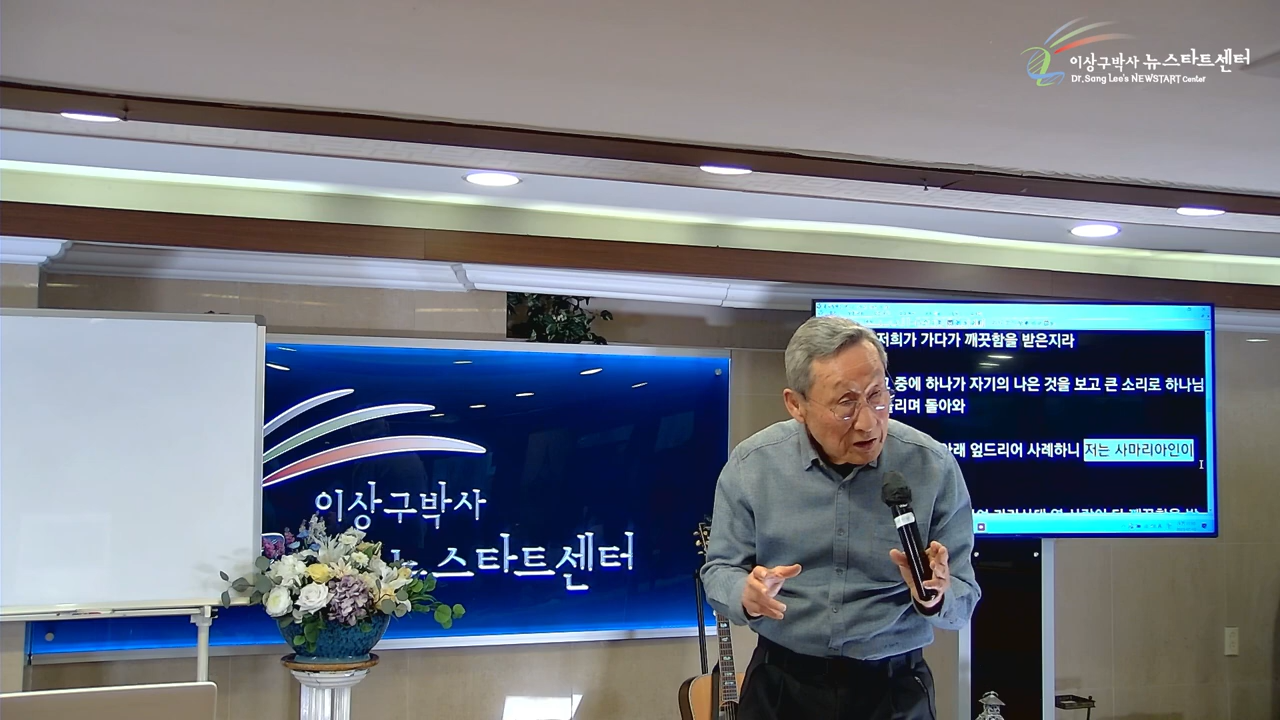 이상구박사 뉴스타트센터
Dr. Sang Lee's NEWSTART Center
저희가 가다가 깨끗함을 받은지라
중에 하나가 자기의 나은 것을 보고 큰 소리로 하나님
돌아와
엎드리어 사례하니 저는 사마리아인이
이상구박사
뉴스타트센터